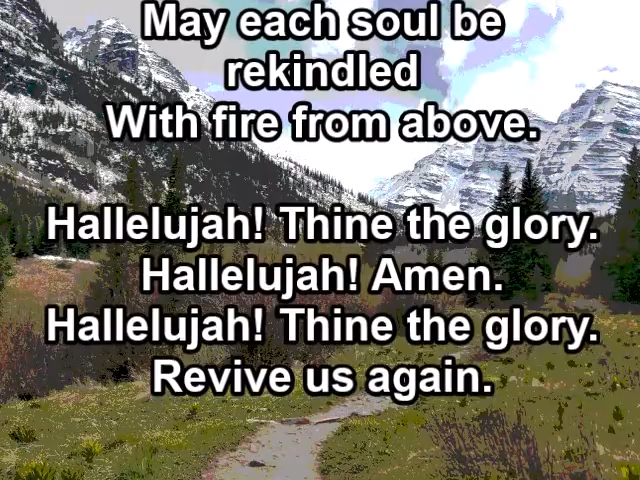 May each soul be
rekindled
With fire from above.
Hallelujah! Thine the glory.
Hallelujah! Amen.
Hallelujah! Thine the glory.
Revive us again.